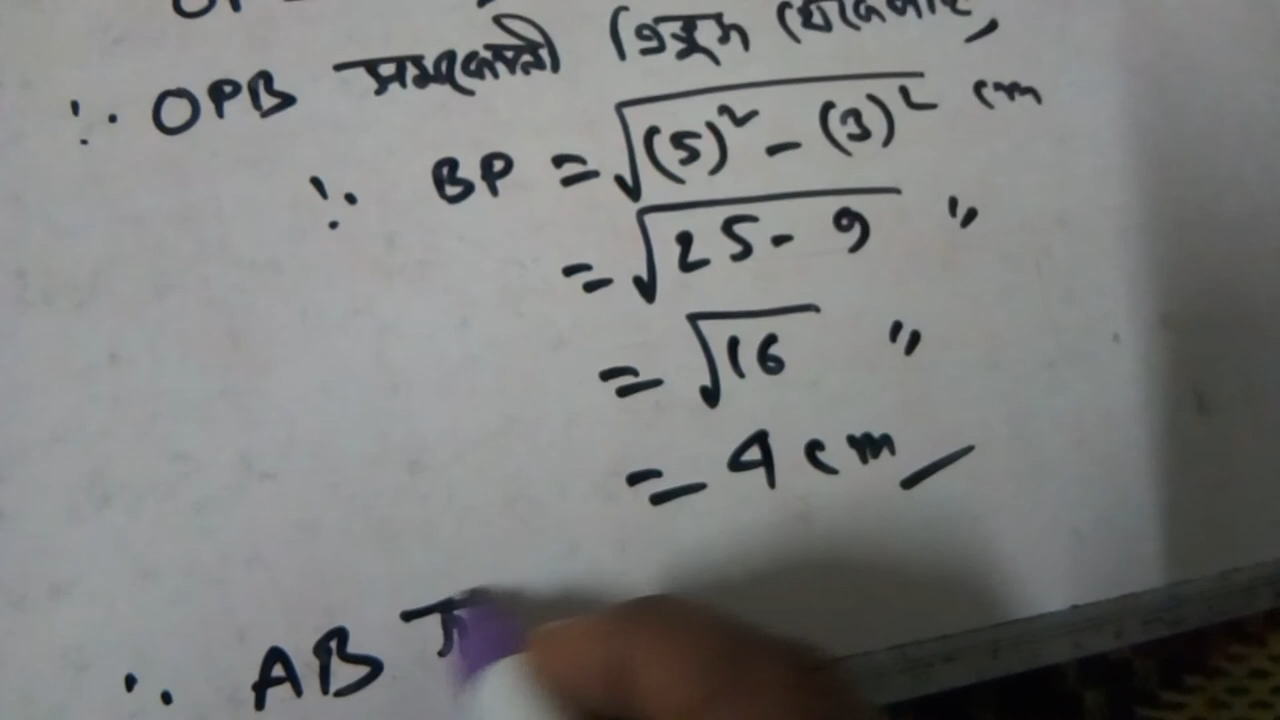 ∴ OPB সমকোণী ত্রিভুজ থেকে পাই,
∴ BP = √(5)² - (3)² cm
= √25 - 9 "
= √16 "
= 4 cm
∴ AB